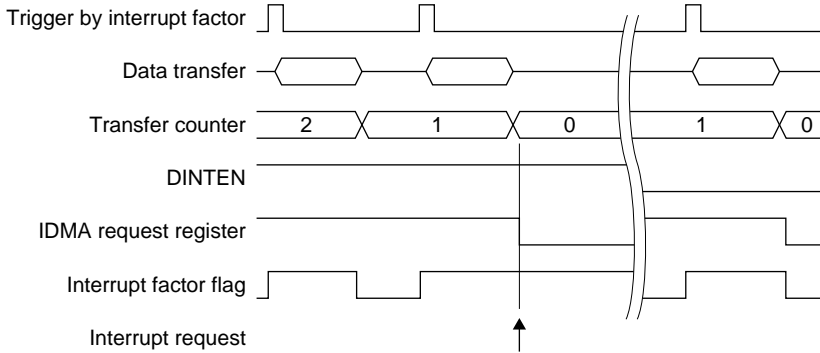 Trigger by interrupt factor
Data transfer
Transfer counter 2 1 0 1 0
DINTEN
IDMA request register
Interrupt factor flag
Interrupt request